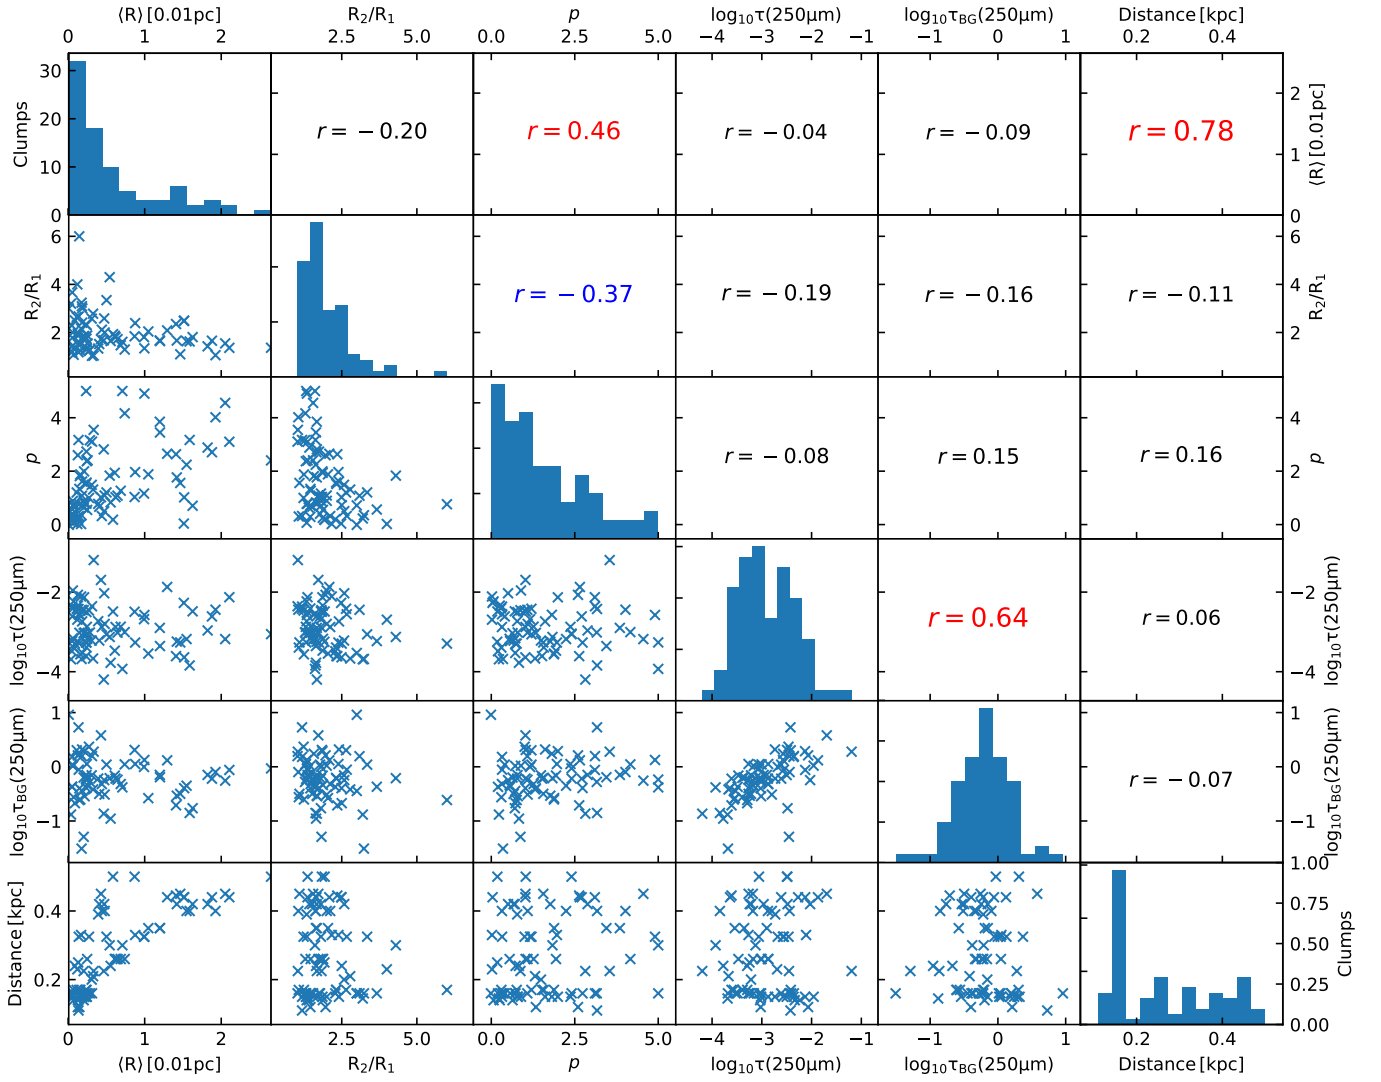 ⟨R⟩ [0.01pc] R₂/R₁ p log₁₀τ(250μm) log₁₀τ_BG(250μm) Distance [kpc]
0 1 2 2.5 5.0 0.0 2.5 5.0 −4 −3 −2 −1 −1 0 1 0.2 0.4
Clumps 30 20 10 0 r = −0.20 r = 0.46 r = −0.04 r = −0.09 r = 0.78 2 1 0 ⟨R⟩ [0.01pc]
R₂/R₁ 6 4 2 r = −0.37 r = −0.19 r = −0.16 r = −0.11 6 4 2 R₂/R₁
p 4 2 0 r = −0.08 r = 0.15 r = 0.16 4 2 0 p
log₁₀τ(250μm) −2 −4 r = 0.64 r = 0.06 −2 −4 log₁₀τ(250μm)
log₁₀τ_BG(250μm) 1 0 −1 r = −0.07 1 0 −1 log₁₀τ_BG(250μm)
Distance [kpc] 0.4 0.2 1.00 0.75 0.50 0.25 0.00 Clumps
0 1 2 2.5 5.0 0.0 2.5 5.0 −4 −3 −2 −1 −1 0 1 0.2 0.4
⟨R⟩ [0.01pc] R₂/R₁ p log₁₀τ(250μm) log₁₀τ_BG(250μm) Distance [kpc]